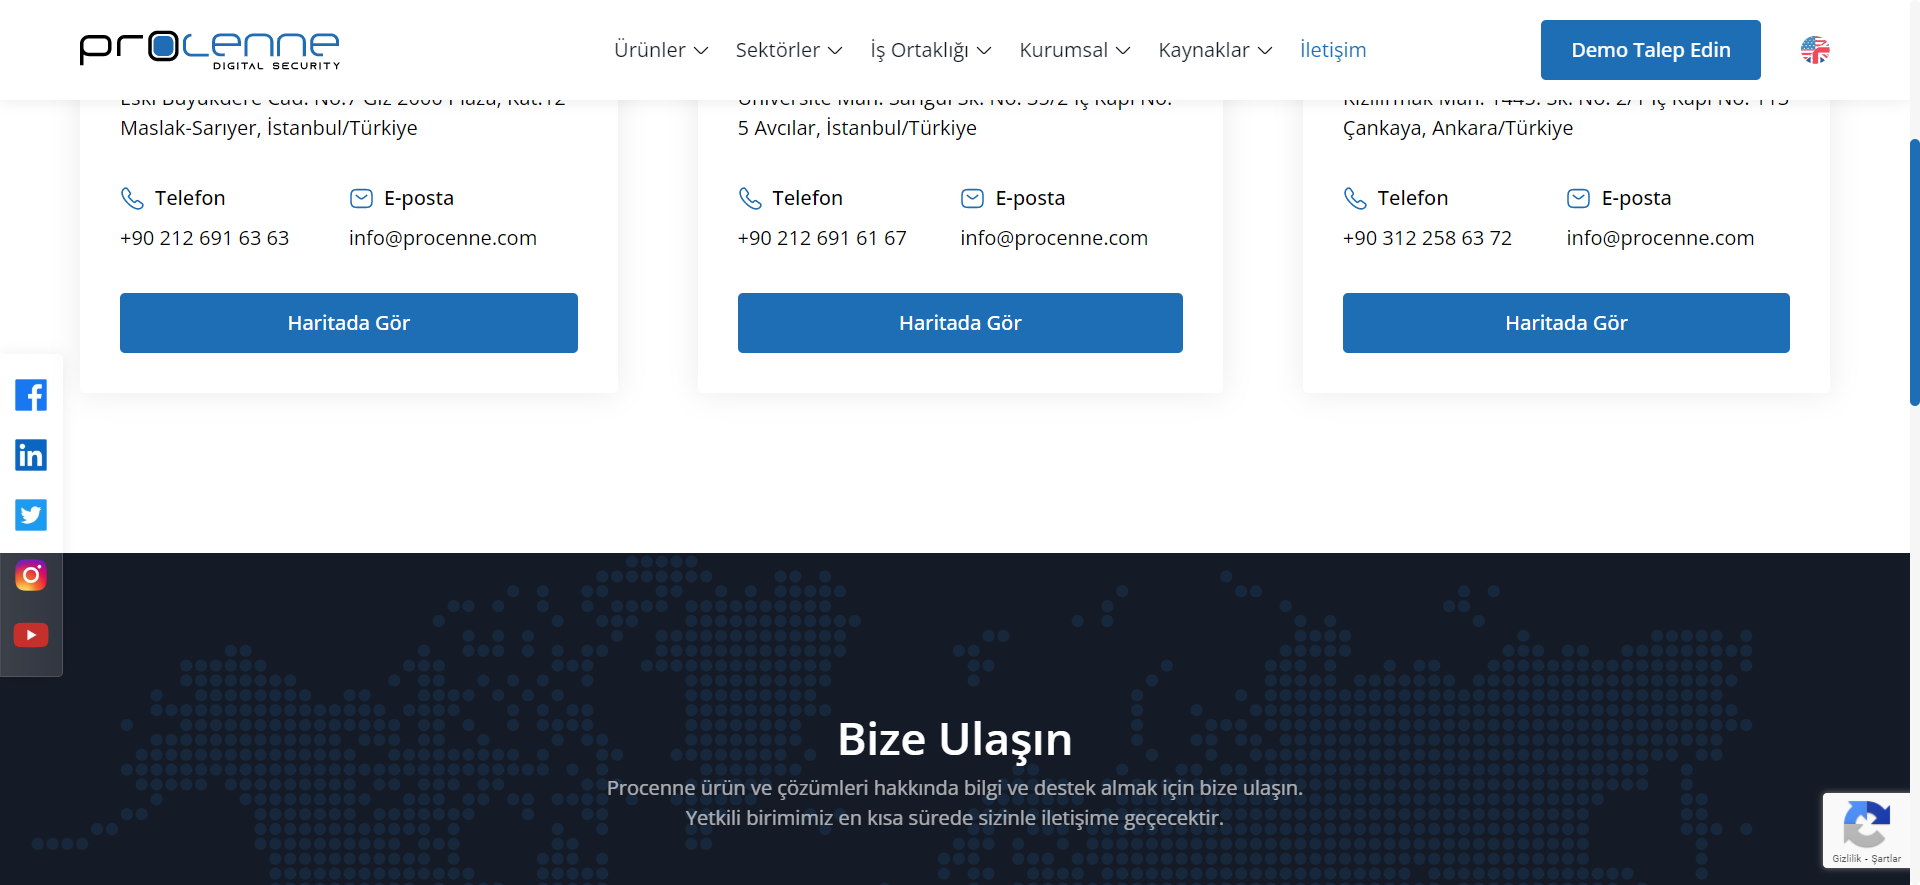 procenne
DIGITAL SECURITY
Ürünler
Sektörler
İş Ortaklığı
Kurumsal
Kaynaklar
İletişim
Demo Talep Edin
Maslak-Sarıyer, İstanbul/Türkiye
Telefon
E-posta
+90 212 691 63 63
info@procenne.com
Haritada Gör
5 Avcılar, İstanbul/Türkiye
Telefon
E-posta
+90 212 691 61 67
info@procenne.com
Haritada Gör
Çankaya, Ankara/Türkiye
Telefon
E-posta
+90 312 258 63 72
info@procenne.com
Haritada Gör
Bize Ulaşın
Procenne ürün ve çözümleri hakkında bilgi ve destek almak için bize ulaşın.
Yetkili birimimiz en kısa sürede sizinle iletişime geçecektir.
Gizlilik - Şartlar